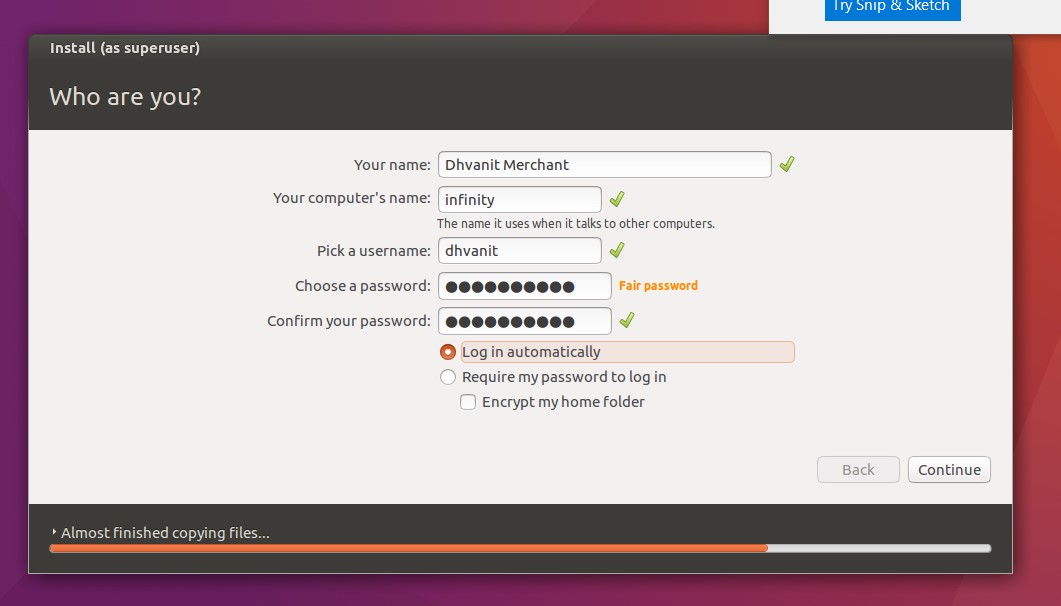 Try Snip & Sketch
Install (as superuser)
Who are you?
Your name: Dhvanit Merchant
Your computer's name: infinity
The name it uses when it talks to other computers.
Pick a username: dhvanit
Choose a password: ●●●●●●●●●● Fair password
Confirm your password: ●●●●●●●●●●
Log in automatically
Require my password to log in
Encrypt my home folder
Back Continue
Almost finished copying files...